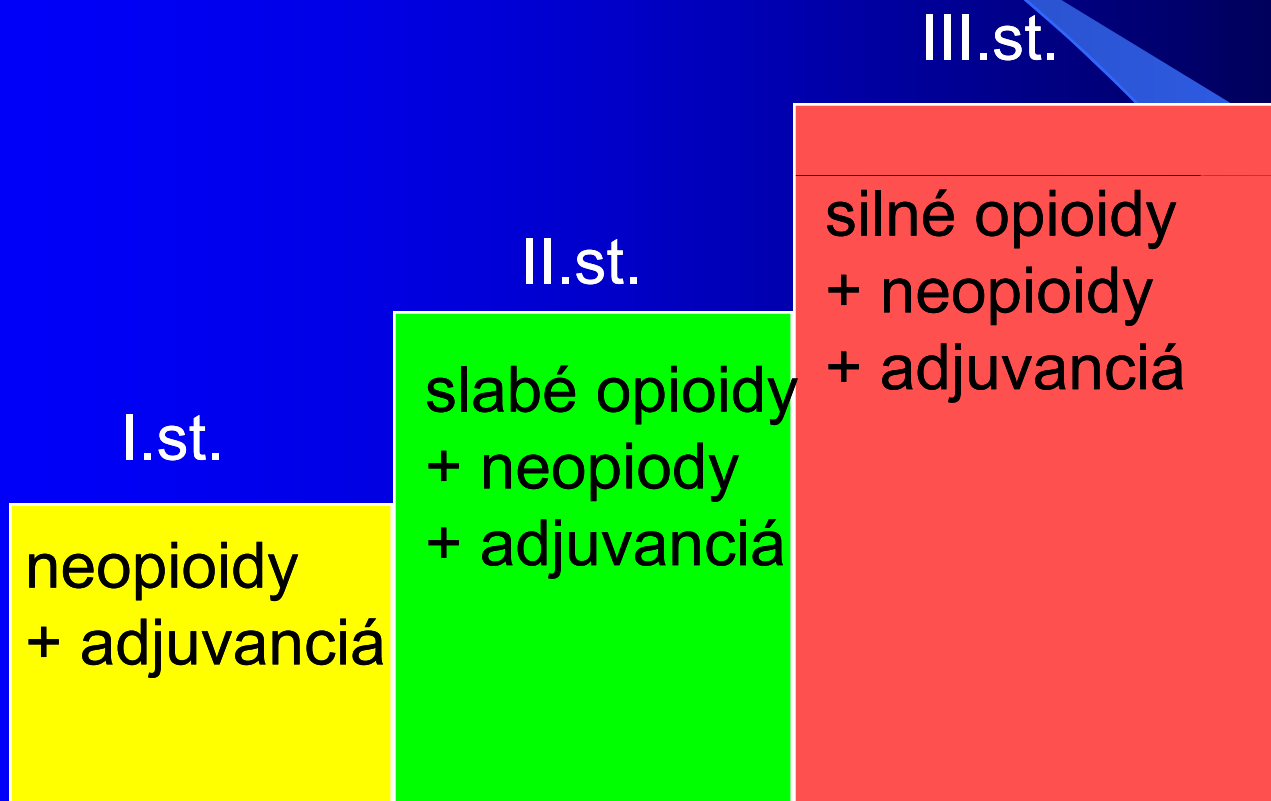 I.st.
neopioidy
+ adjuvanciá
II.st.
slabé opioidy
+ neopiody
+ adjuvanciá
III.st.
silné opioidy
+ neopioidy
+ adjuvanciá